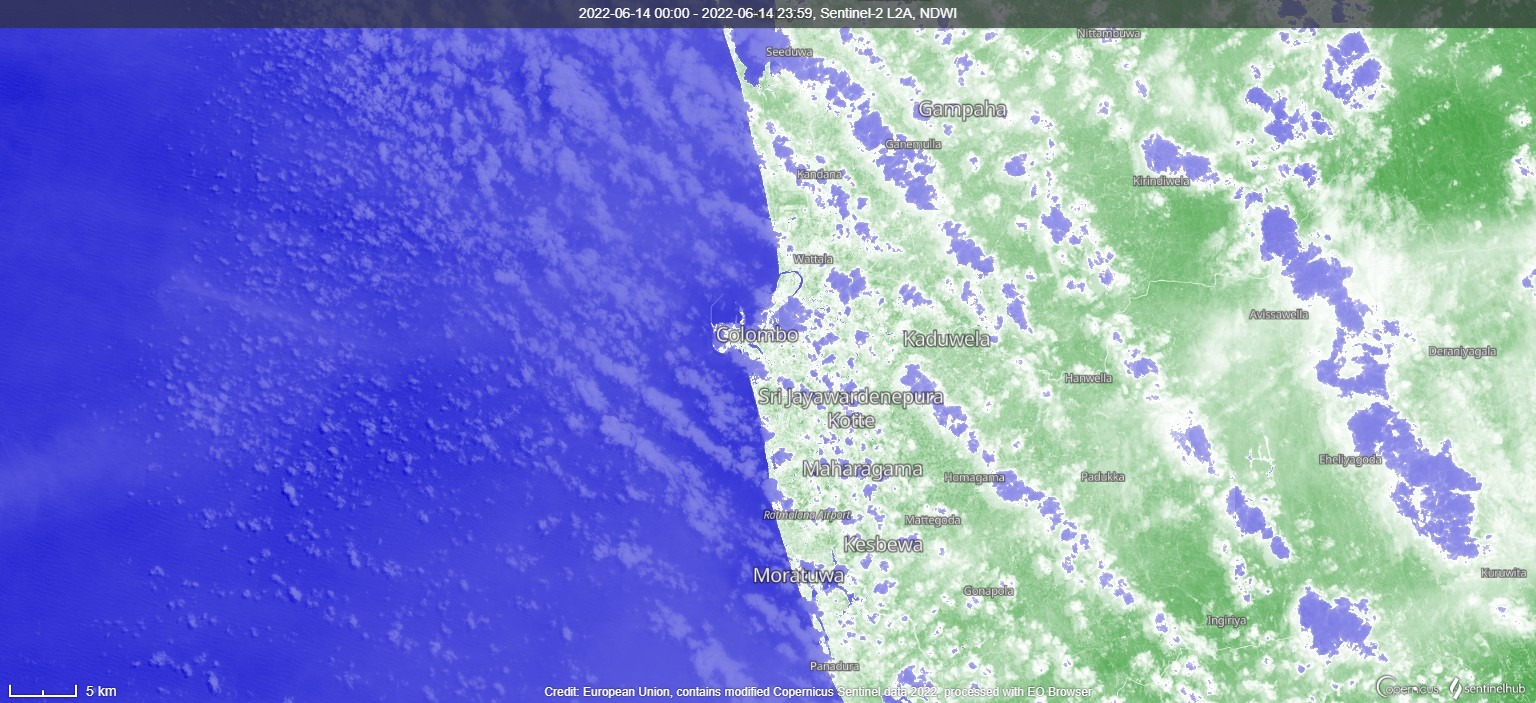 2022-06-14 00:00 - 2022-06-14 23:59, Sentinel-2 L2A, NDWI
Nittambuwa
Seeduwa
Gampaha
Ganemulla
Kandana
Kirindiwela
Wattala
Avissawella
Colombo
Kaduwela
Deraniyagala
Hanwella
Sri Jayawardenepura
Kotte
Eheliyagoda
Maharagama
Homagama
Padukka
Ratmalana Airport
Mattegoda
Kesbewa
Moratuwa
Kuruwita
Gonapola
Ingiriya
Panadura
5 km
Credit: European Union, contains modified Copernicus Sentinel data 2022, processed with EO Browser
Copernicus
sentinelhub